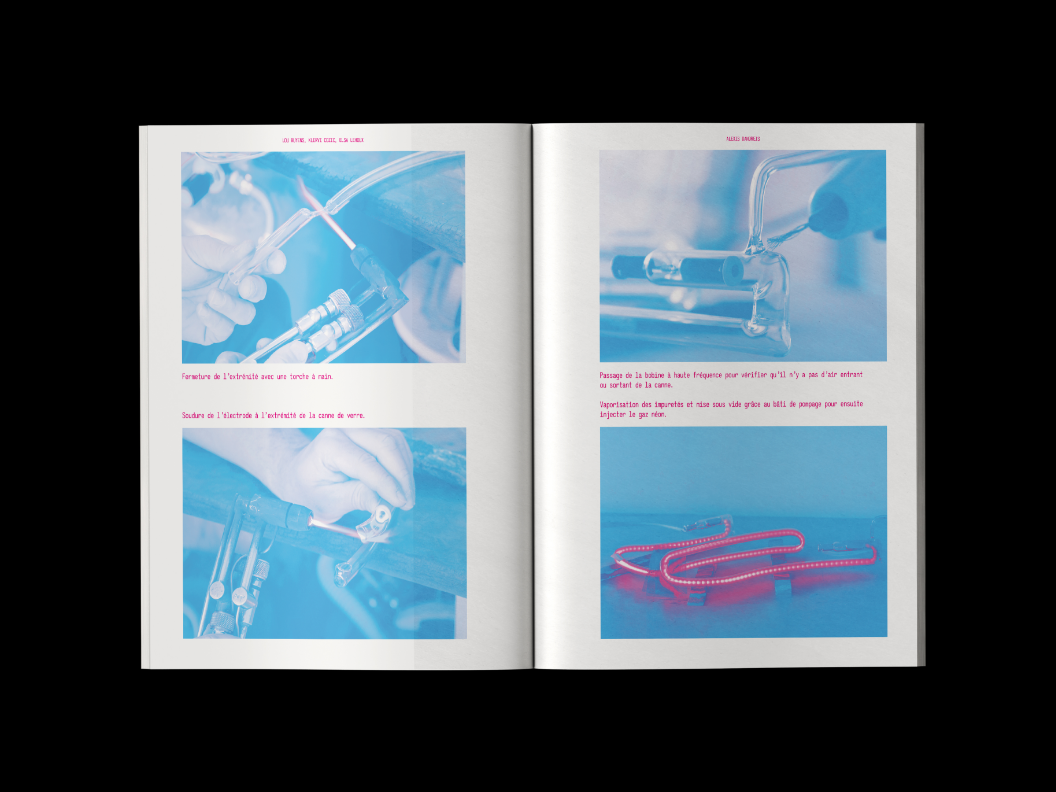 Fermeture de l'extrémité avec une torche à main.
Soudure de l'électrode à l'extrémité de la canne de verre.
Passage de la bobine à haute fréquence pour vérifier qu'il n'y a pas d'air entrant
ou sortant de la canne.
Vaporisation des impuretés et mise sous vide grâce au bâti de pompage pour ensuite
injecter le gaz néon.